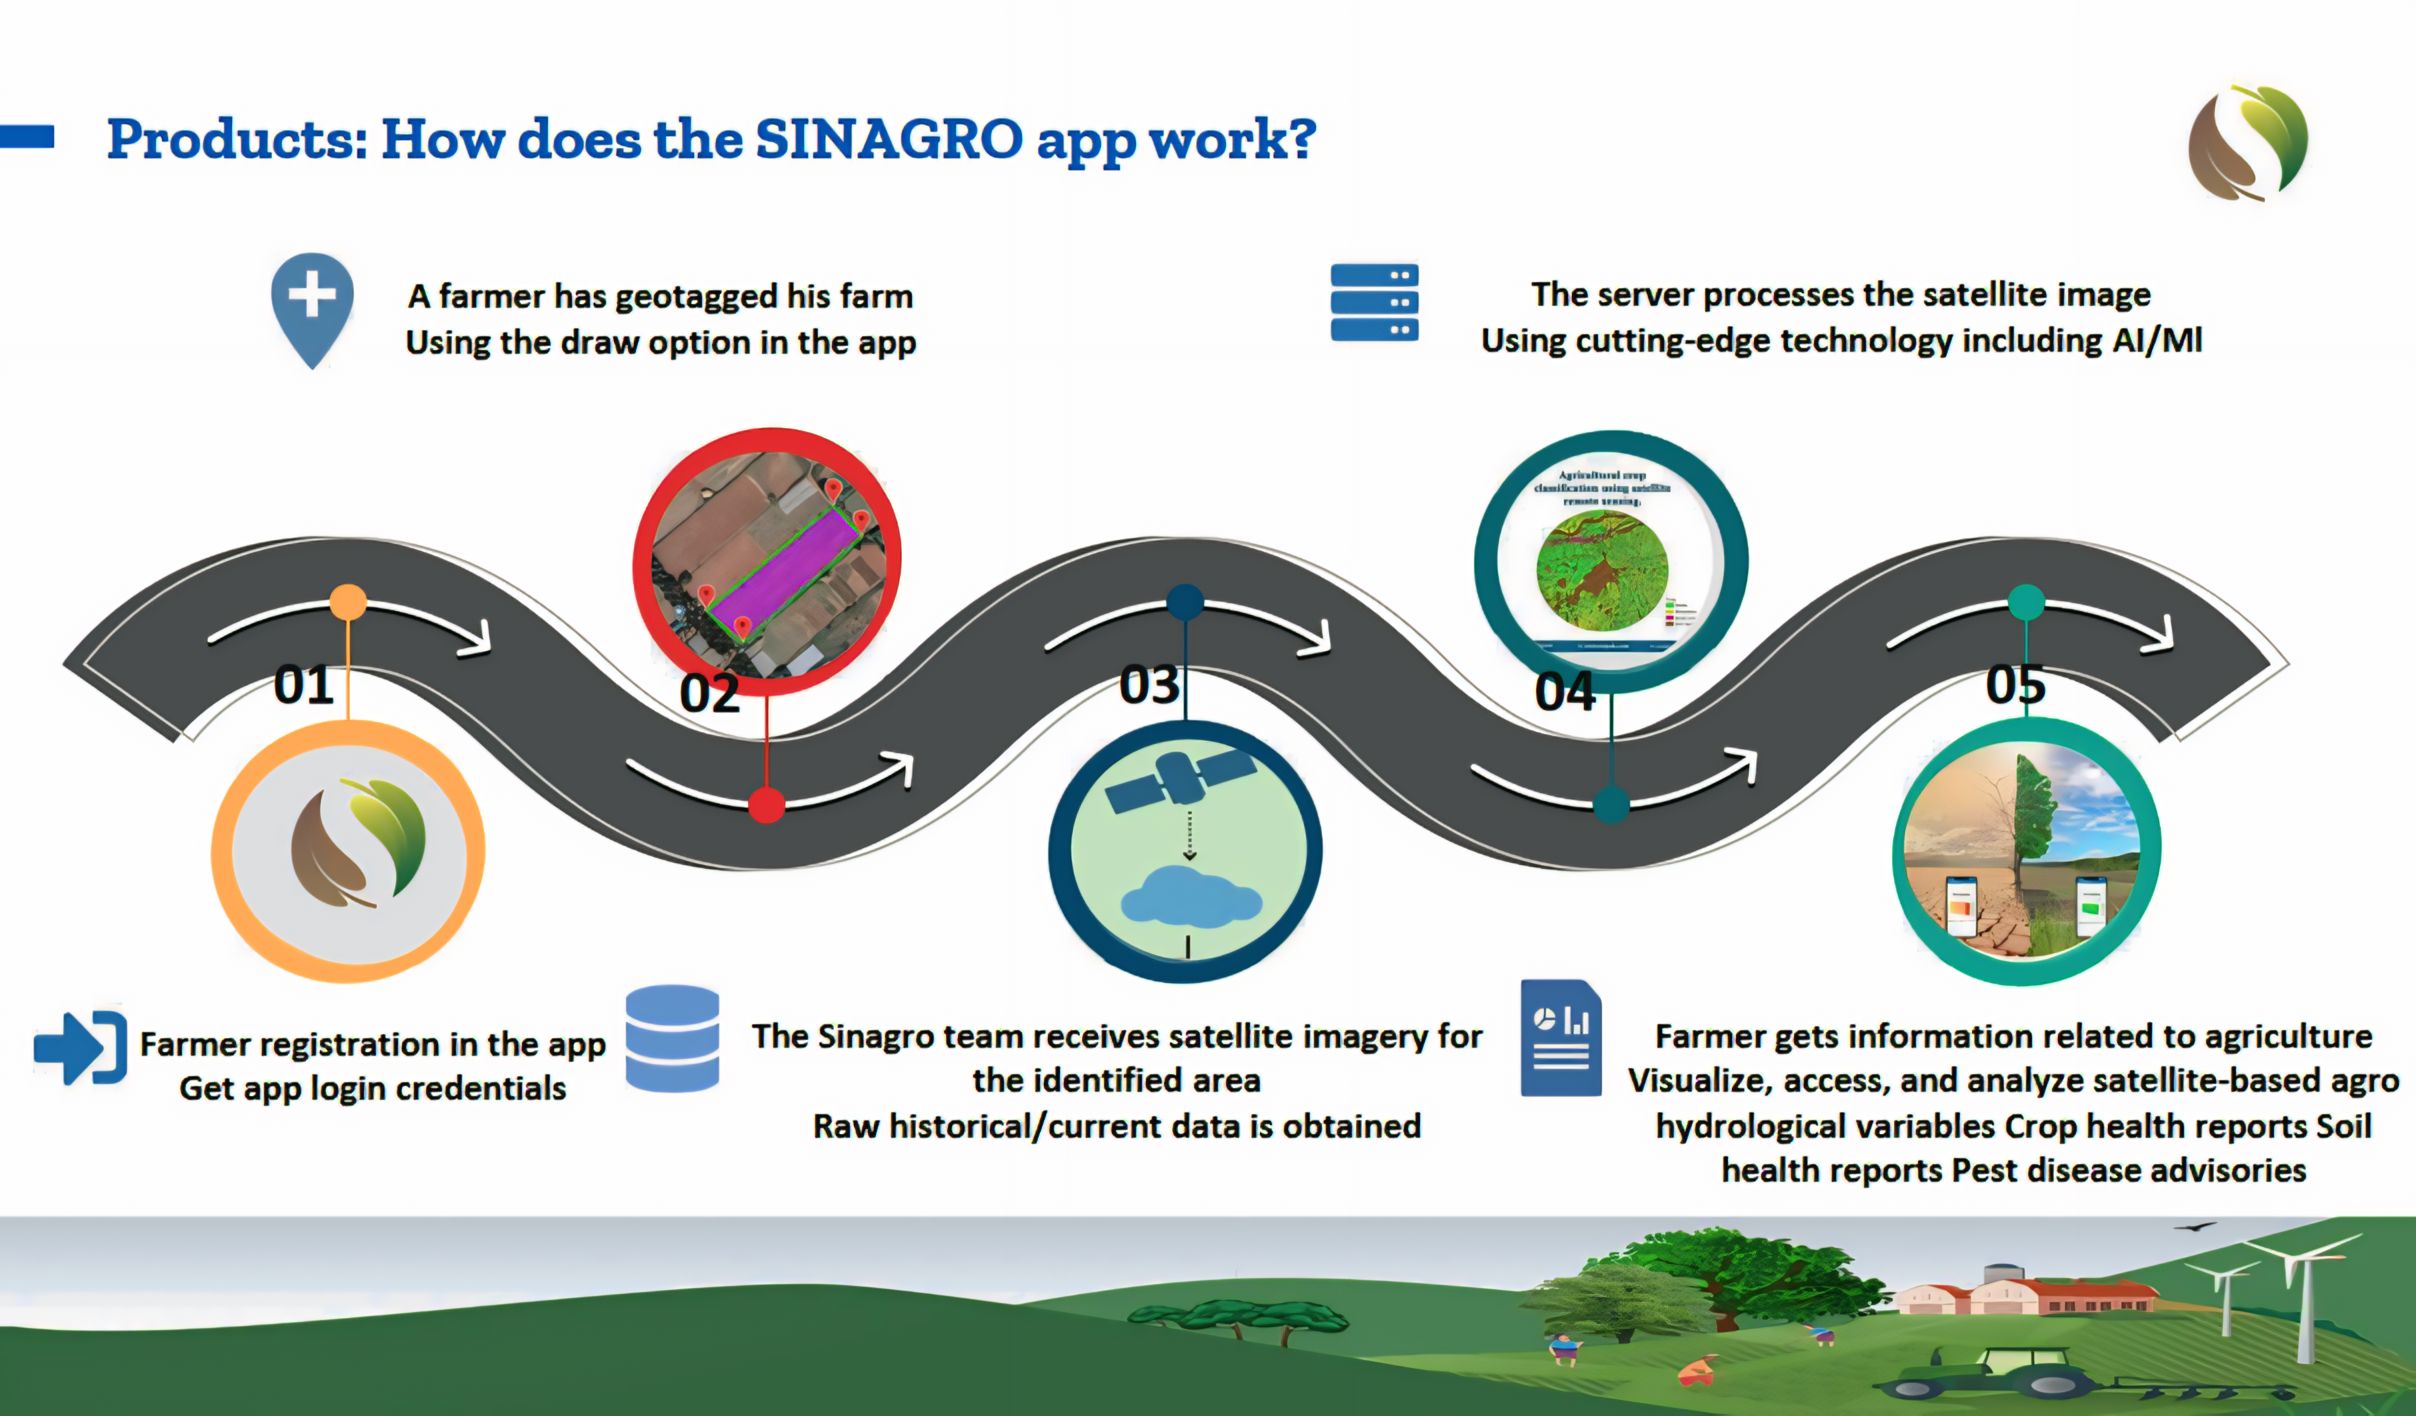 Products: How does the SINAGRO app work?
A farmer has geotagged his farm
Using the draw option in the app
The server processes the satellite image
Using cutting-edge technology including AI/Ml
Agricultural crop
classification using satellite
remote sensing.
01
02
03
04
05
Farmer registration in the app
Get app login credentials
The Sinagro team receives satellite imagery for
the identified area
Raw historical/current data is obtained
Farmer gets information related to agriculture
Visualize, access, and analyze satellite-based agro
hydrological variables Crop health reports Soil
health reports Pest disease advisories